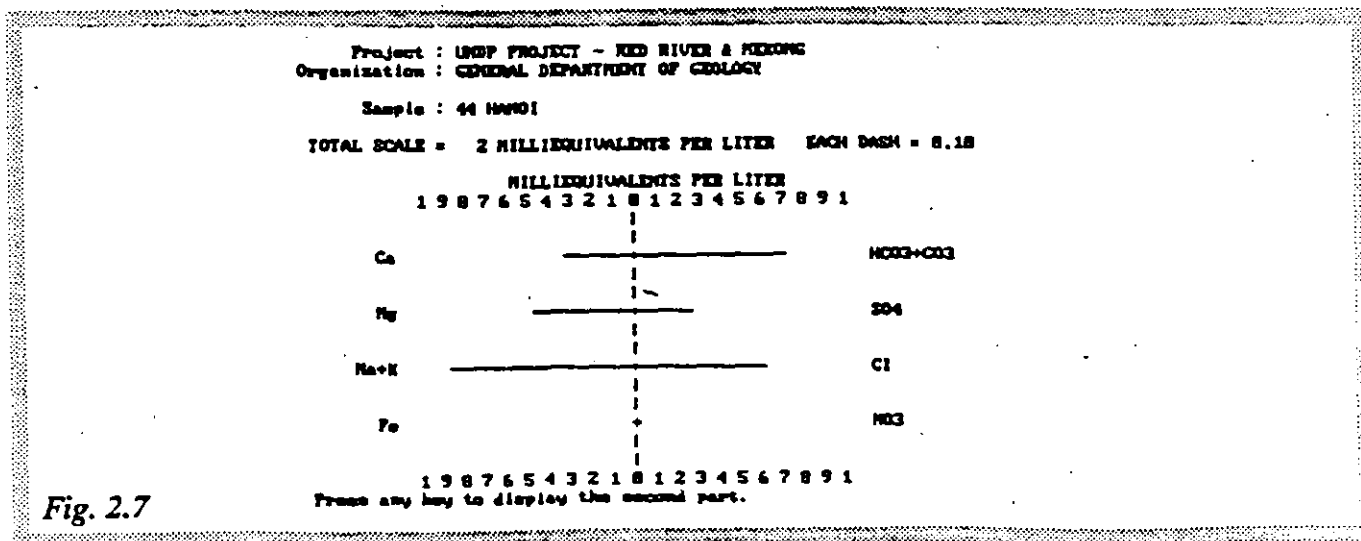 Project : UNDP PROJECT - RED RIVER & MEKONG
Organization : GENERAL DEPARTMENT OF GEOLOGY
Sample : 44 HANOI
TOTAL SCALE = 2 MILLIEQUIVALENTS PER LITER EACH DASH = 0.10
MILLIEQUIVALENTS PER LITER
1 9 8 7 6 5 4 3 2 1 0 1 2 3 4 5 6 7 8 9 1
Ca HCO3+CO3
Mg SO4
Na+K Cl
Fe NO3
1 9 8 7 6 5 4 3 2 1 0 1 2 3 4 5 6 7 8 9 1
Press any key to display the second part.
Fig. 2.7